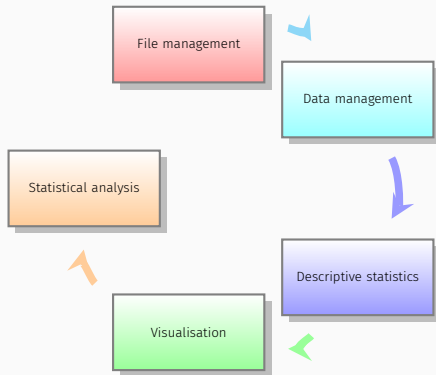 File management
Data management
Descriptive statistics
Visualisation
Statistical analysis